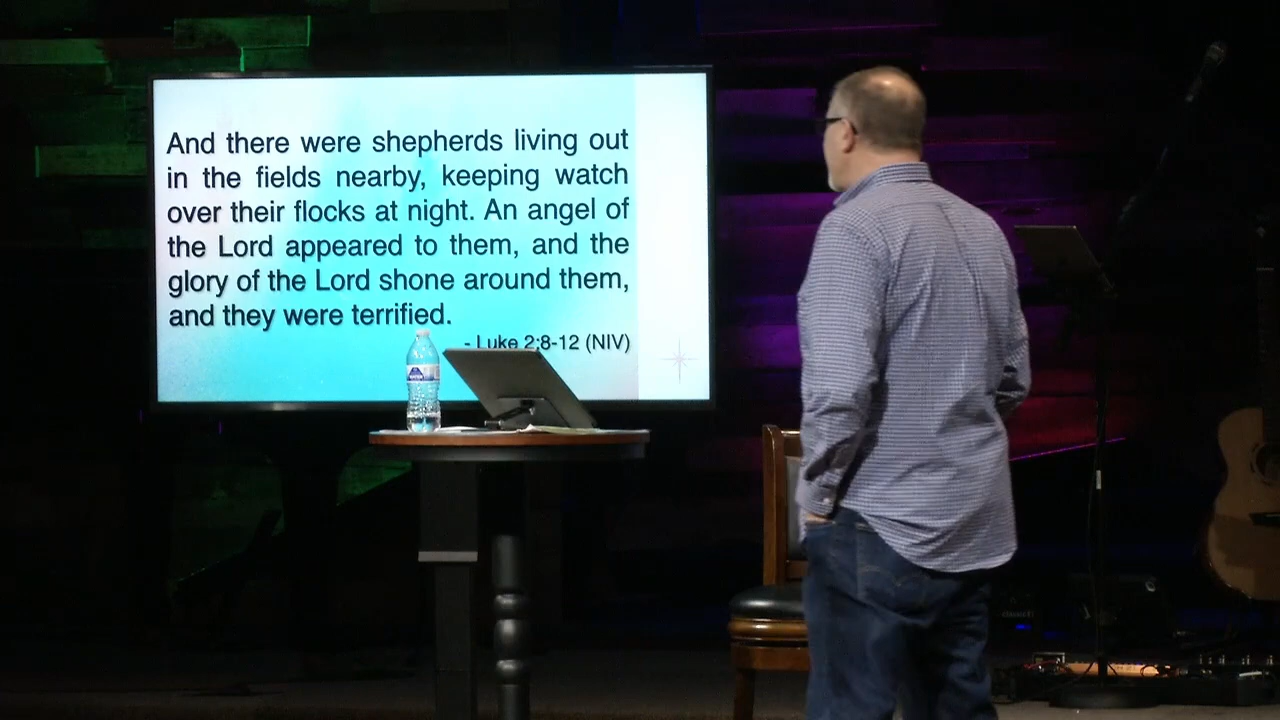 And there were shepherds living out
in the fields nearby, keeping watch
over their flocks at night. An angel of
the Lord appeared to them, and the
glory of the Lord shone around them,
and they were terrified.
- Luke 2:8-12 (NIV)